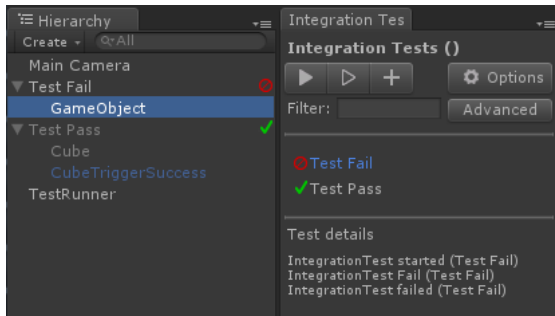 Hierarchy
Create
All
Main Camera
Test Fail
GameObject
Test Pass
Cube
CubeTriggerSuccess
TestRunner
Integration Tes
Integration Tests ()
Options
Filter:
Advanced
Test Fail
Test Pass
Test details
IntegrationTest started (Test Fail)
IntegrationTest Fail (Test Fail)
IntegrationTest failed (Test Fail)